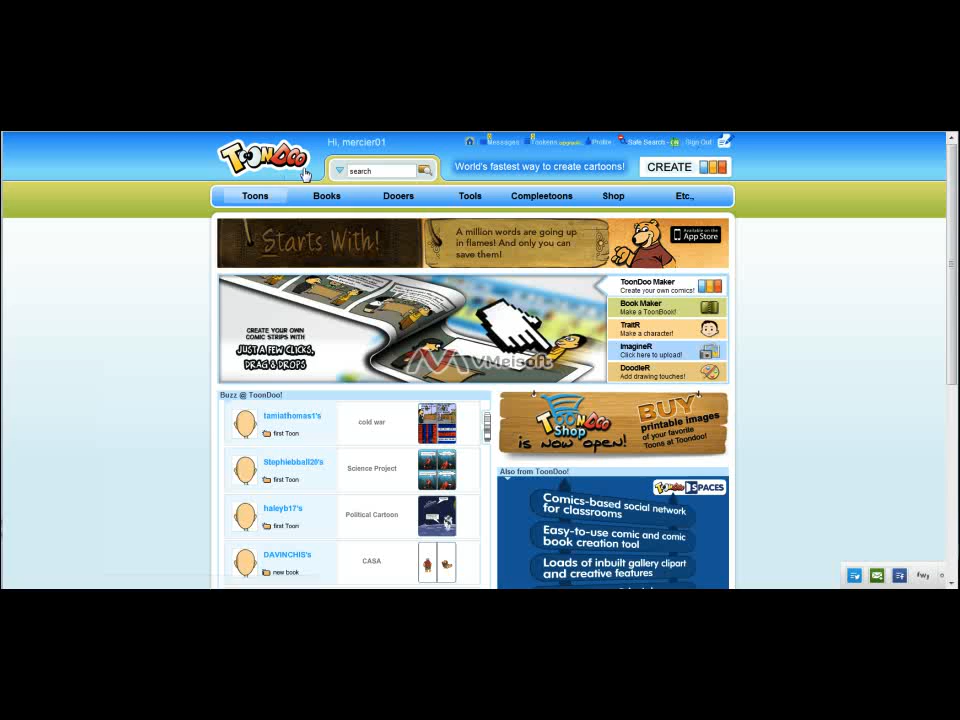 TOONDOO
Hi, mercier01
Messages
Tookens
Profile
Safe Search -
Sign Out
search
World's fastest way to create cartoons!
CREATE
Toons
Books
Dooers
Tools
Compleetoons
Shop
Etc.,
Starts With!
A million words are going up
in flames! And only you can
save them!
Available on the
App Store
CREATE YOUR OWN
COMIC STRIPS WITH
JUST A FEW CLICKS,
DRAG & DROPS
VMeisoft
ToonDoo Maker
Create your own comics!
Book Maker
Make a ToonBook!
TraitR
Make a character!
ImagineR
Click here to upload!
DoodleR
Add drawing touches!
Buzz @ ToonDoo!
tamiathomas1's
first Toon
cold war
Stephiebball26's
first Toon
Science Project
haleyb17's
first Toon
Political Cartoon
DAVINCHIS's
new book
CASA
TOONDOO
Shop
is now open!
BUY
printable images
of your favorite
Toons at Toondoo!
Also from ToonDoo!
TOONDOO SPACES
Comics-based social network
for classrooms
Easy-to-use comic and comic
book creation tool
Loads of inbuilt gallery clipart
and creative features